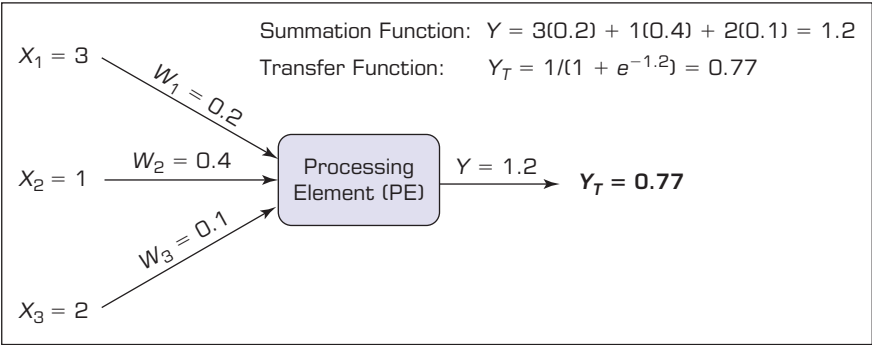 Summation Function: Y = 3(0.2) + 1(0.4) + 2(0.1) = 1.2
Transfer Function: Y_T = 1/(1 + e^{-1.2}) = 0.77
X_1 = 3
W_1 = 0.2
X_2 = 1
W_2 = 0.4
Processing
Element (PE)
Y = 1.2
Y_T = 0.77
W_3 = 0.1
X_3 = 2